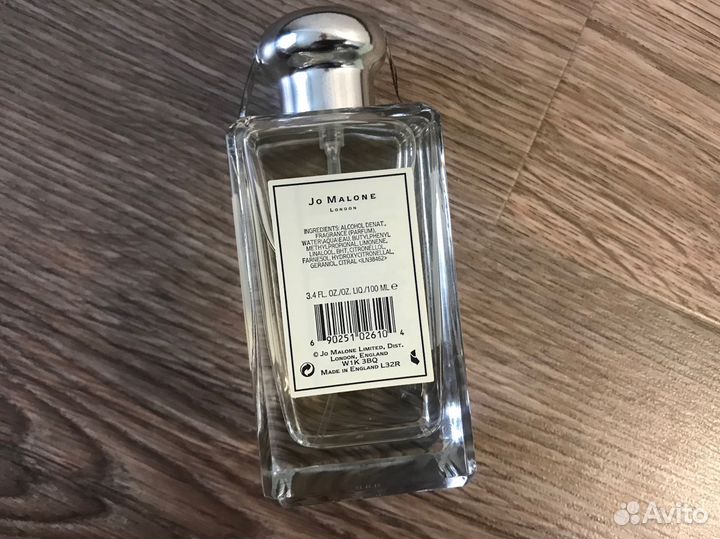 JO MALONE
LONDON
INGREDIENTS: ALCOHOL DENAT.,
FRAGRANCE (PARFUM),
WATER\AQUA\EAU, BUTYLPHENYL
METHYLPROPIONAL, LIMONENE,
LINALOOL, BHT, CITRONELLOL,
FARNESOL, HYDROXYCITRONELLAL,
GERANIOL, CITRAL <ILN38462>
3.4 FL. OZ./OZ. LIQ./100 ML ℮
6 90251 02610 4
© JO MALONE LIMITED, DIST.
LONDON, ENGLAND
W1K 3BQ
MADE IN ENGLAND L32R
Avito